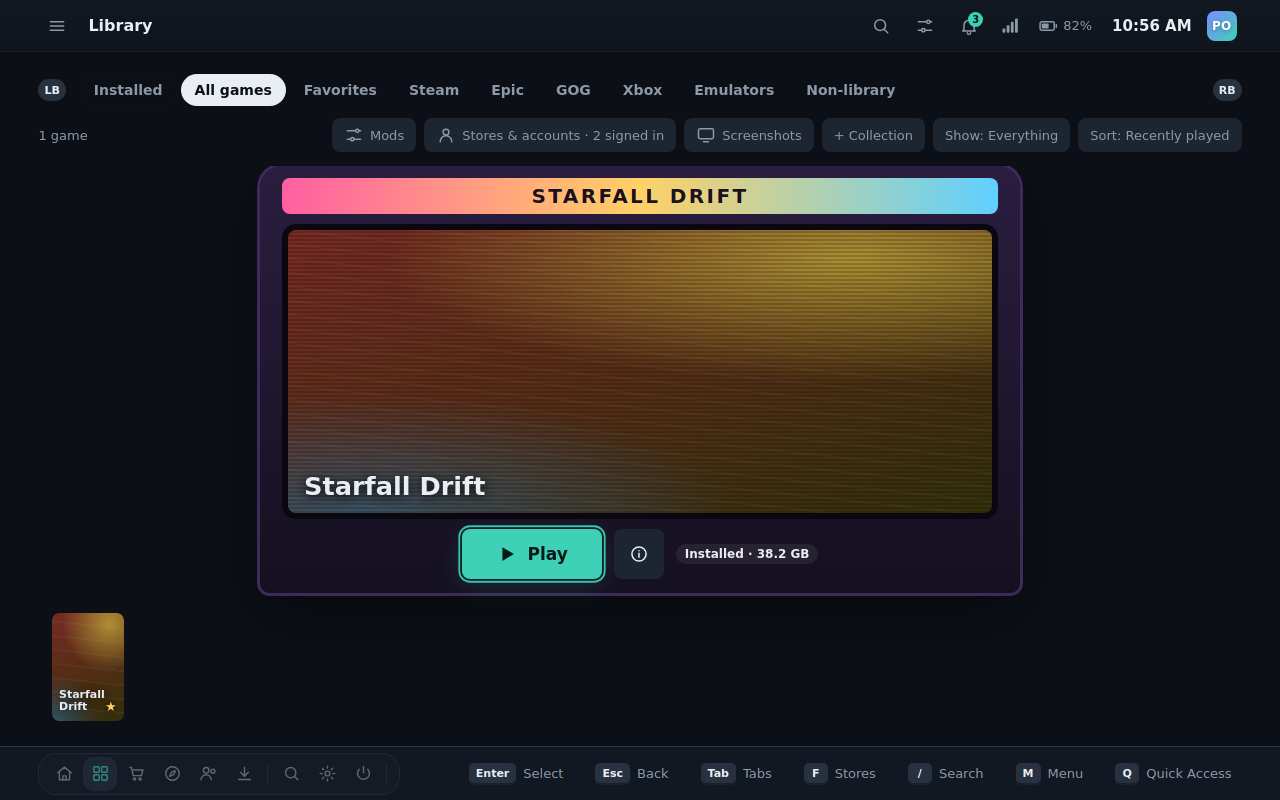 Library
3
82%
10:56 AM
PO
LB
Installed
All games
Favorites
Steam
Epic
GOG
Xbox
Emulators
Non-library
RB
1 game
Mods
Stores & accounts · 2 signed in
Screenshots
+ Collection
Show: Everything
Sort: Recently played
STARFALL DRIFT
Starfall Drift
Play
Installed · 38.2 GB
Starfall
Drift
Enter Select
Esc Back
Tab Tabs
F Stores
/ Search
M Menu
Q Quick Access